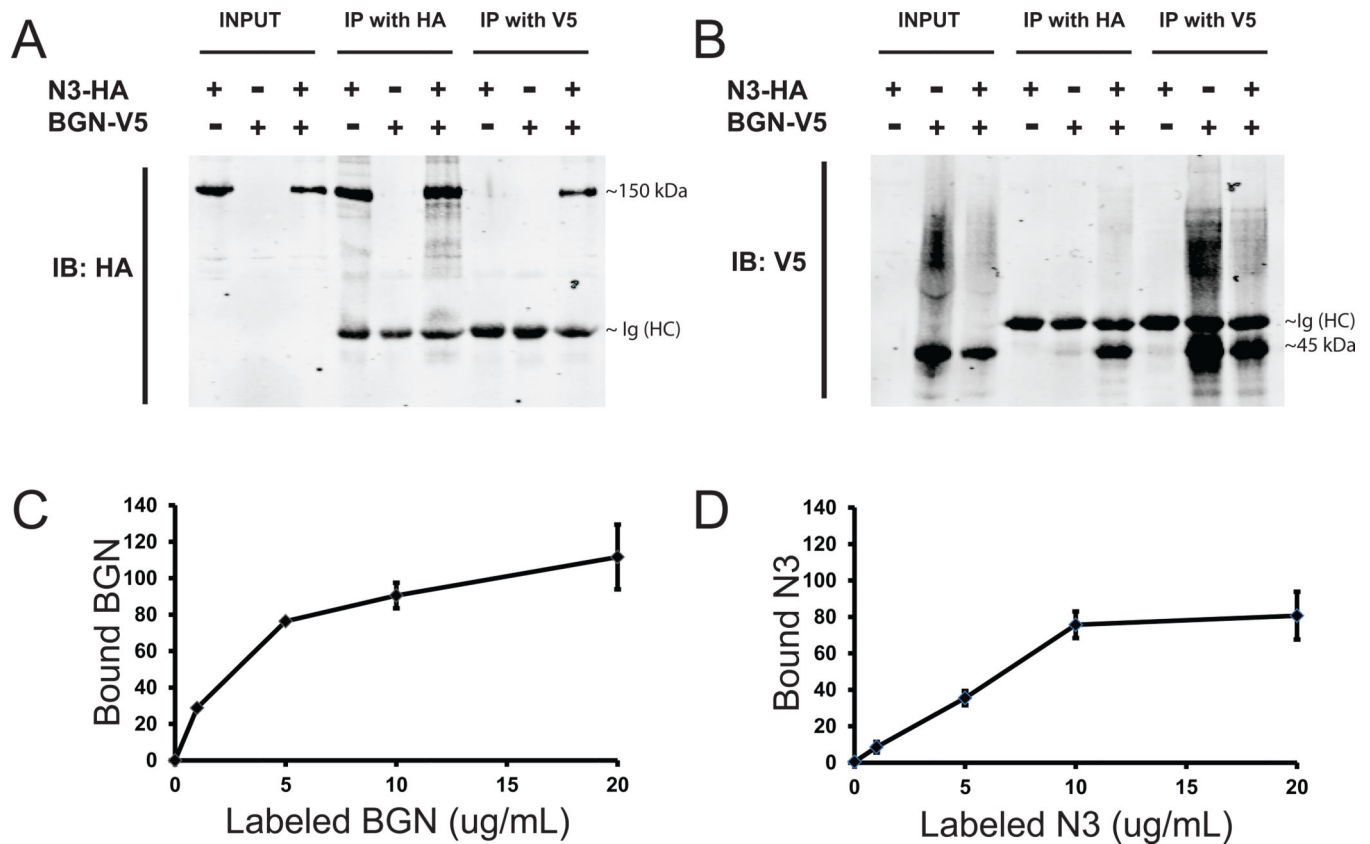 A
INPUT IP with HA IP with V5
N3-HA + - + + - + + - +
BGN-V5 - + + - + + - + +
IB: HA
~150 kDa
~ Ig (HC)
B
INPUT IP with HA IP with V5
N3-HA + - + + - + + - +
BGN-V5 - + + - + + - + +
IB: V5
~Ig (HC)
~45 kDa
C
Bound BGN
140
120
100
80
60
40
20
0
0 5 10 15 20
Labeled BGN (ug/mL)
D
Bound N3
140
120
100
80
60
40
20
0
0 5 10 15 20
Labeled N3 (ug/mL)